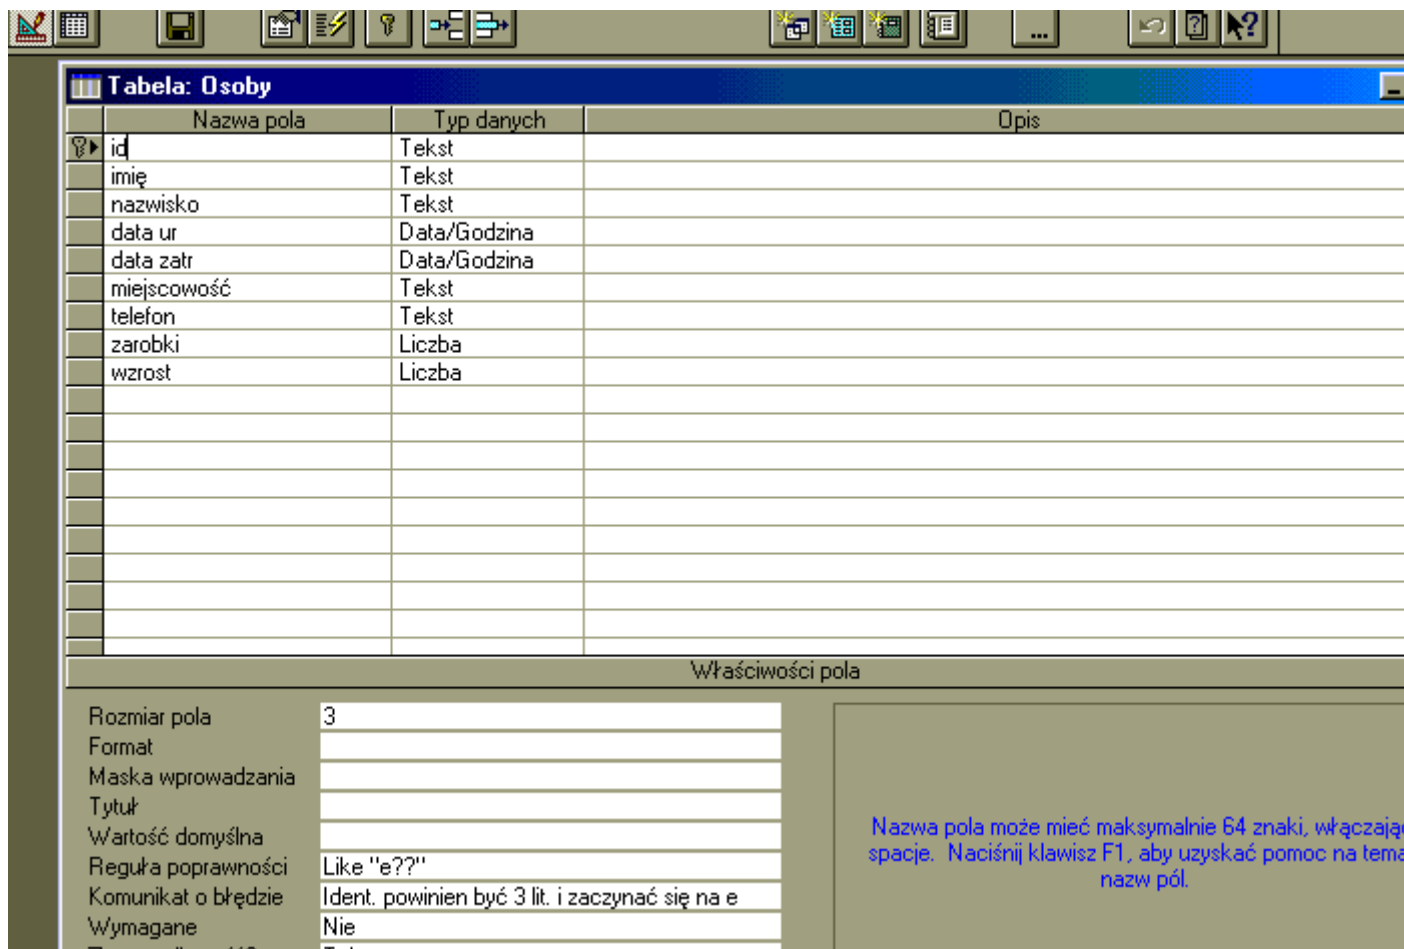 Tabela: Osoby
Nazwa pola Typ danych Opis
id Tekst
imię Tekst
nazwisko Tekst
data ur Data/Godzina
data zatr Data/Godzina
miejscowość Tekst
telefon Tekst
zarobki Liczba
wzrost Liczba
Właściwości pola
Rozmiar pola 3
Format
Maska wprowadzania
Tytuł
Wartość domyślna
Reguła poprawności Like "e??"
Komunikat o błędzie Ident. powinien być 3 lit. i zaczynać się na e
Wymagane Nie
Nazwa pola może mieć maksymalnie 64 znaki,
spacje. Naciśnij klawisz F1, aby uzyskać pomoc na
nazw pól.